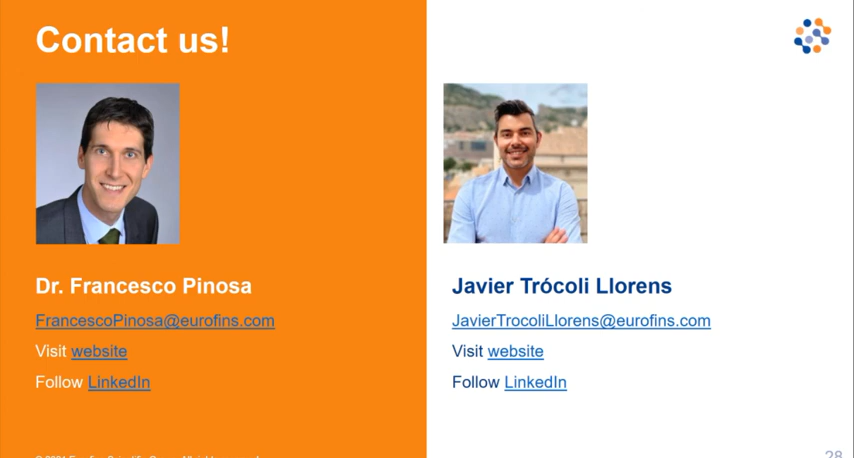 Contact us!
Dr. Francesco Pinosa
FrancescoPinosa@eurofins.com
Visit website
Follow LinkedIn
Javier Trócoli Llorens
JavierTrocoliLlorens@eurofins.com
Visit website
Follow LinkedIn
28